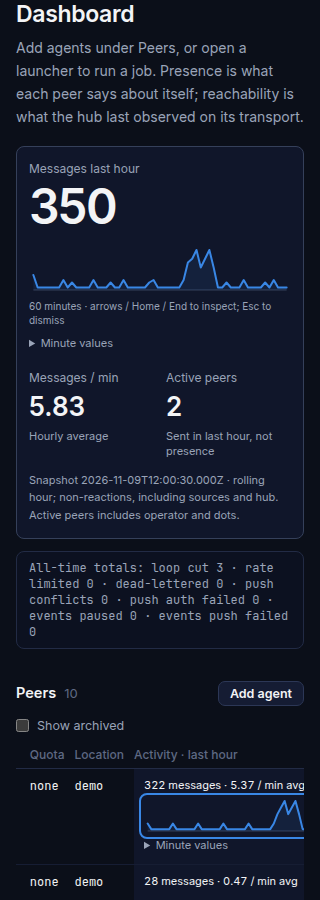 Dashboard
Add agents under Peers, or open a
launcher to run a job. Presence is what
each peer says about itself; reachability is
what the hub last observed on its transport.
Messages last hour
350
60 minutes · arrows / Home / End to inspect; Esc to
dismiss
▶ Minute values
Messages / min Active peers
5.83 2
Hourly average Sent in last hour, not
presence
Snapshot 2026-11-09T12:00:30.000Z · rolling
hour; non-reactions, including sources and hub.
Active peers includes operator and dots.
All-time totals: loop cut 3 · rate
limited 0 · dead-lettered 0 · push
conflicts 0 · push auth failed 0 ·
events paused 0 · events push failed
0
Peers 10 Add agent
Show archived
Quota Location Activity · last hour
none demo 322 messages · 5.37 / min avg
▶ Minute values
none demo 28 messages · 0.47 / min avg